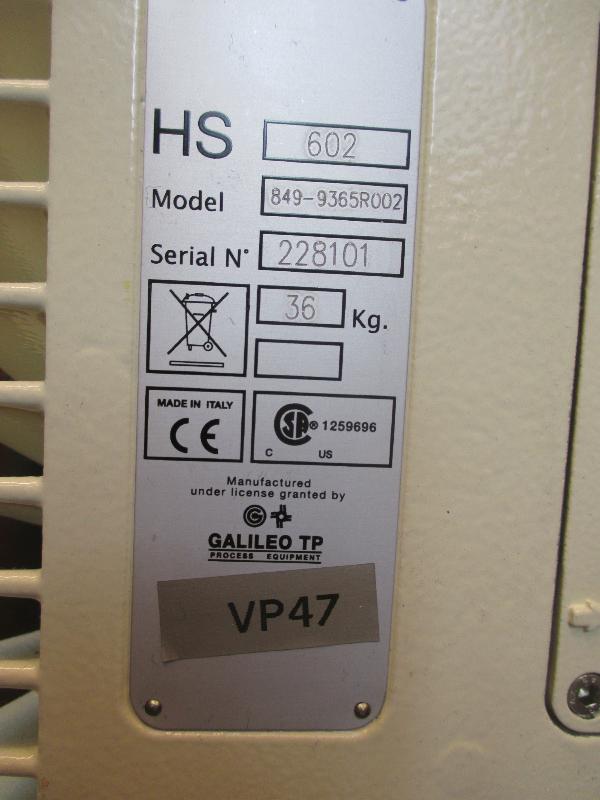 HS 602
Model 849-9365R002
Serial N° 228101
36 Kg.
MADE IN ITALY
CE
CSA ® 1259696
C US
Manufactured
under license granted by
GALILEO TP
PROCESS EQUIPMENT
VP47